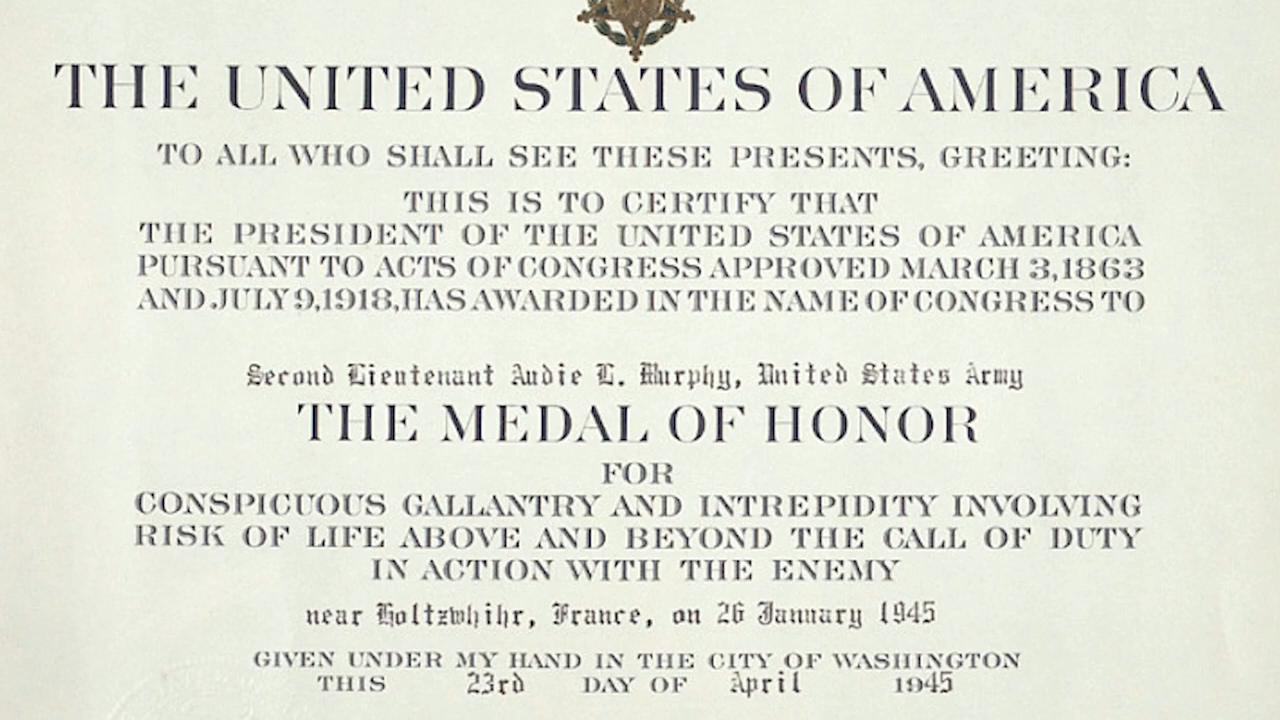 THE UNITED STATES OF AMERICA
TO ALL WHO SHALL SEE THESE PRESENTS, GREETING:
THIS IS TO CERTIFY THAT
THE PRESIDENT OF THE UNITED STATES OF AMERICA
PURSUANT TO ACTS OF CONGRESS APPROVED MARCH 3,1863
AND JULY 9,1918,HAS AWARDED IN THE NAME OF CONGRESS TO
Second Lieutenant Audie L. Murphy, United States Army
THE MEDAL OF HONOR
FOR
CONSPICUOUS GALLANTRY AND INTREPIDITY INVOLVING
RISK OF LIFE ABOVE AND BEYOND THE CALL OF DUTY
IN ACTION WITH THE ENEMY
near Holtzwhihr, France, on 26 January 1945
GIVEN UNDER MY HAND IN THE CITY OF WASHINGTON
THIS 23rd DAY OF April 1945